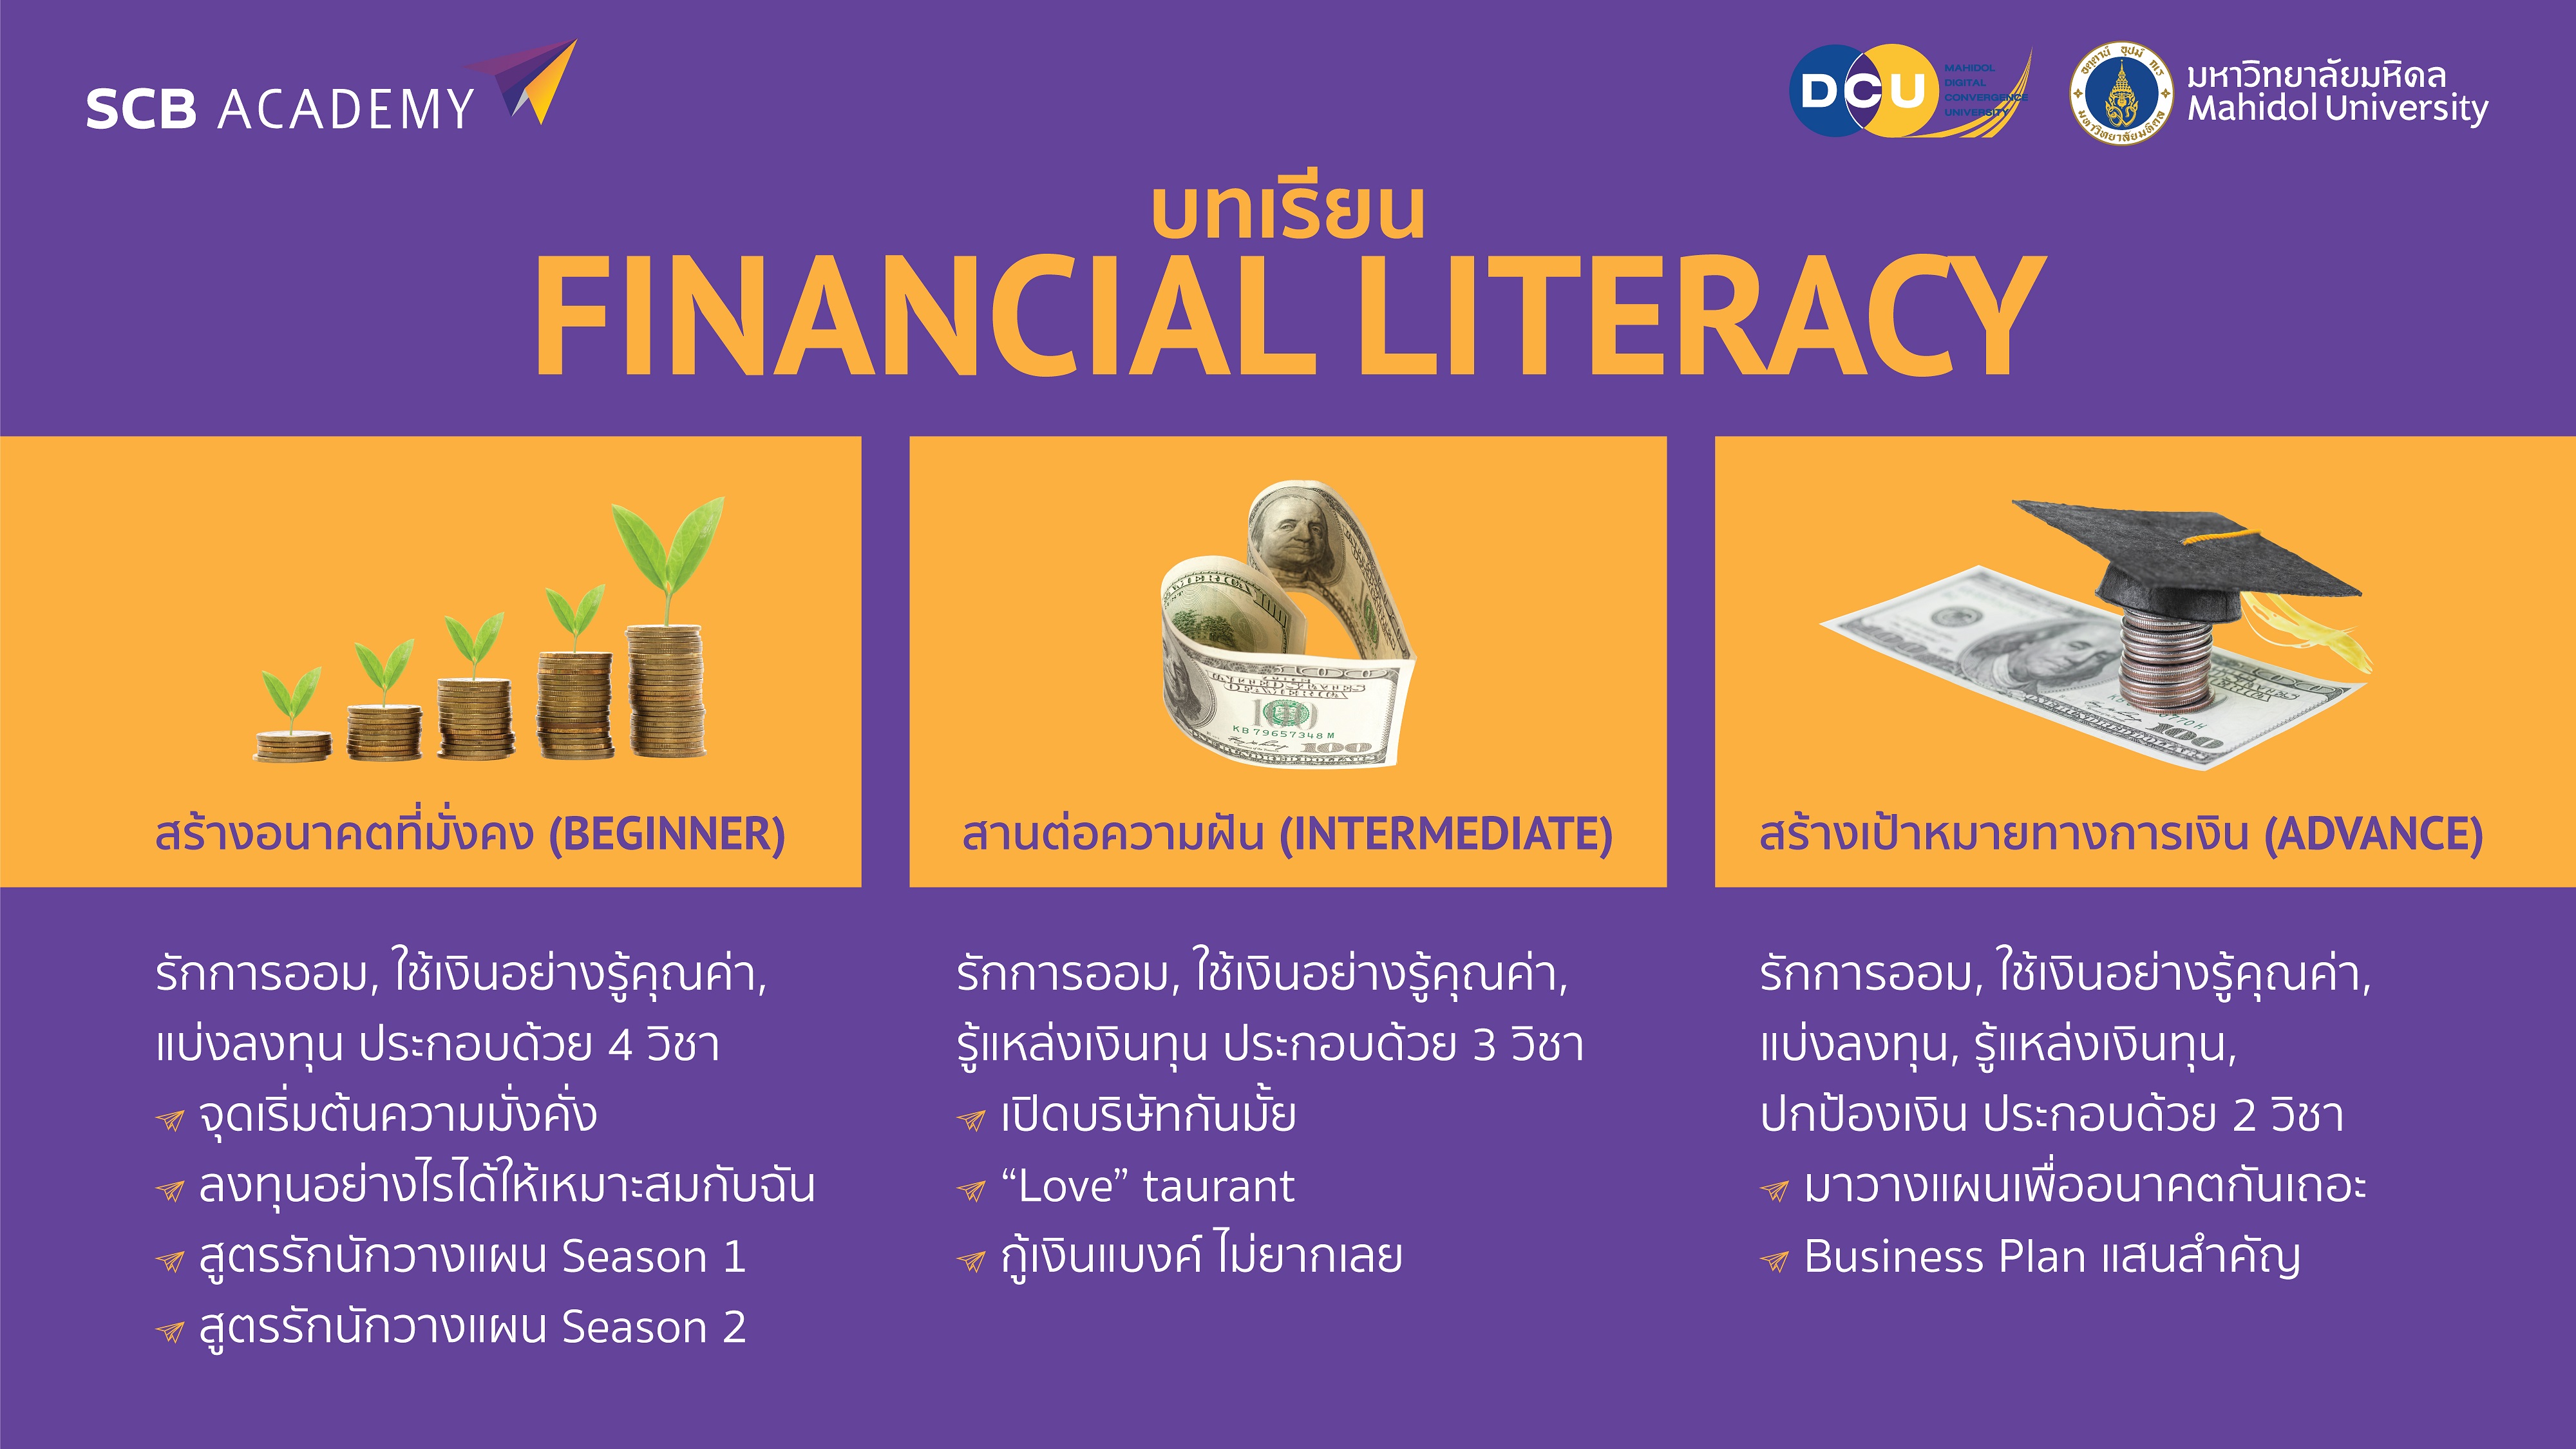 SCB ACADEMY
DCU
MAHIDOL
DIGITAL
CONVERGENCE
UNIVERSITY
มหาวิทยาลัยมหิดล
Mahidol University
บทเรียน
FINANCIAL LITERACY
สร้างอนาคตที่มั่งคง (BEGINNER)
รักการออม, ใช้เงินอย่างรู้คุณค่า,
แบ่งลงทุน ประกอบด้วย 4 วิชา
จุดเริ่มต้นความมั่งคั่ง
ลงทุนอย่างไรได้ให้เหมาะสมกับฉัน
สูตรรักนักวางแผน Season 1
สูตรรักนักวางแผน Season 2
สานต่อความฝัน (INTERMEDIATE)
รักการออม, ใช้เงินอย่างรู้คุณค่า,
รู้แหล่งเงินทุน ประกอบด้วย 3 วิชา
เปิดบริษัทกันมั้ย
“Love” taurant
กู้เงินแบงค์ ไม่ยากเลย
สร้างเป้าหมายทางการเงิน (ADVANCE)
รักการออม, ใช้เงินอย่างรู้คุณค่า,
แบ่งลงทุน, รู้แหล่งเงินทุน,
ปกป้องเงิน ประกอบด้วย 2 วิชา
มาวางแผนเพื่ออนาคตกันเถอะ
Business Plan แสนสำคัญ
KB 79657348 M
100